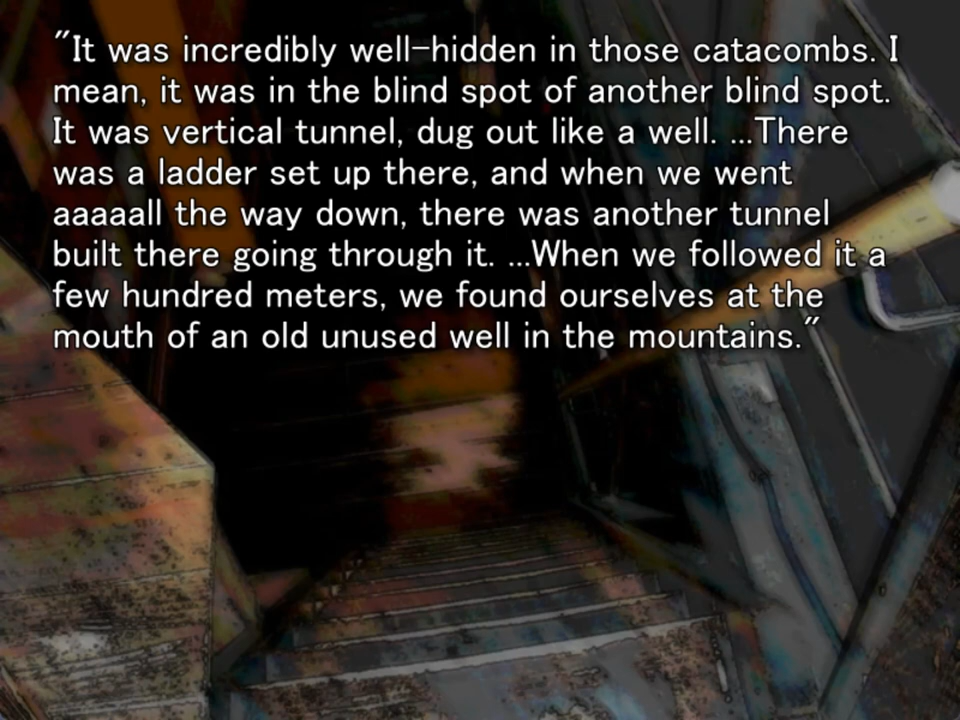 "It was incredibly well-hidden in those catacombs. I
mean, it was in the blind spot of another blind spot.
It was vertical tunnel, dug out like a well. ...There
was a ladder set up there, and when we went
aaaaall the way down, there was another tunnel
built there going through it. ...When we followed it a
few hundred meters, we found ourselves at the
mouth of an old unused well in the mountains."